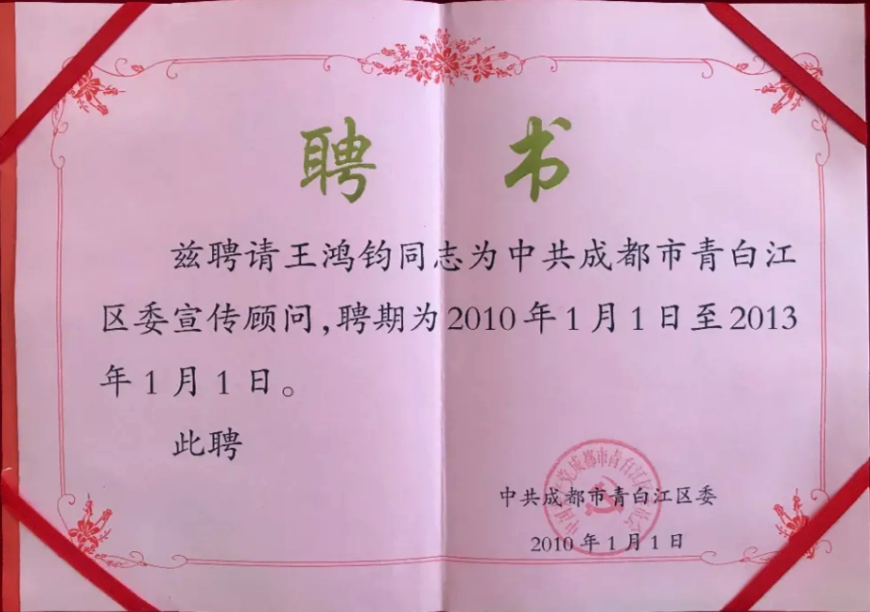 聘 书
兹聘请王鸿钧同志为中共成都市青白江
区委宣传顾问,聘期为2010年1月1日至2013
年1月1日。
此聘
中共成都市青白江区委
2010年1月1日